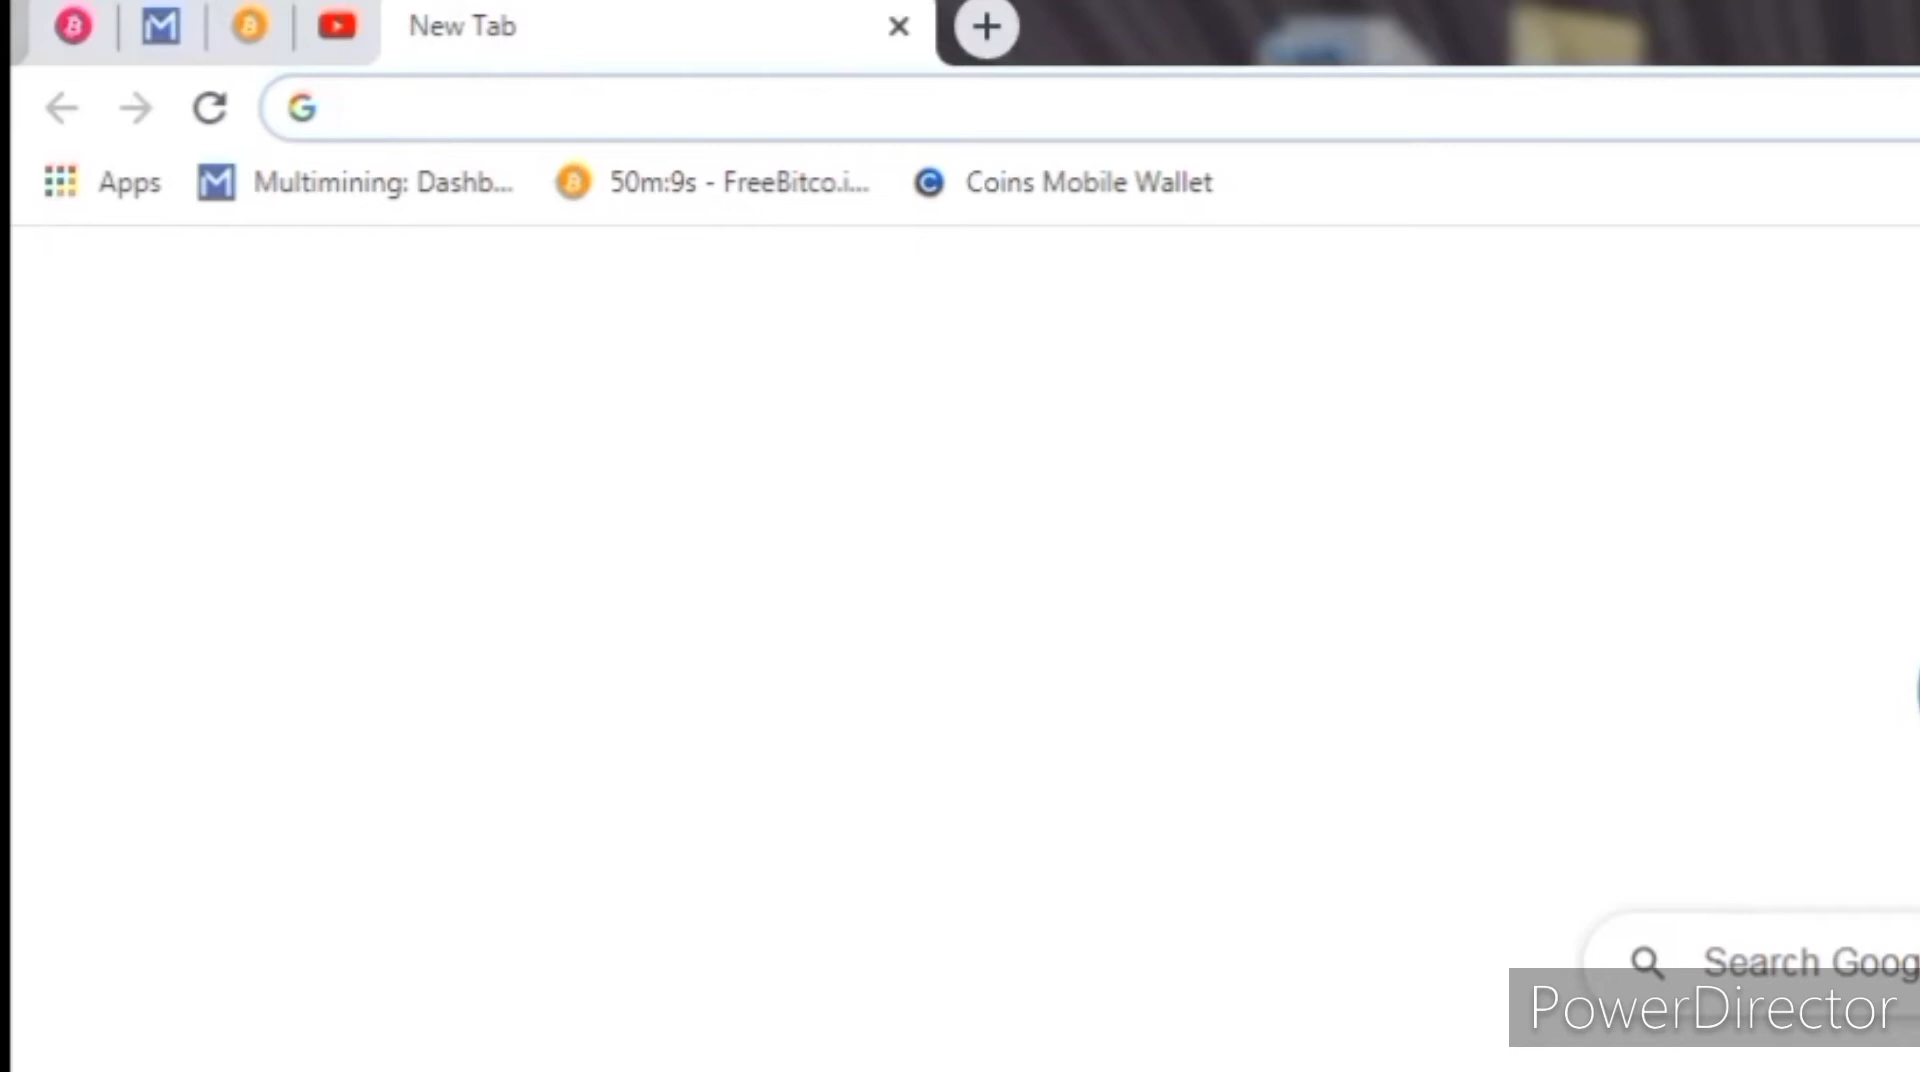 New Tab
Apps Multimining: Dashb... 50m:9s - FreeBitco.i... Coins Mobile Wallet
Search Goog
PowerDirector